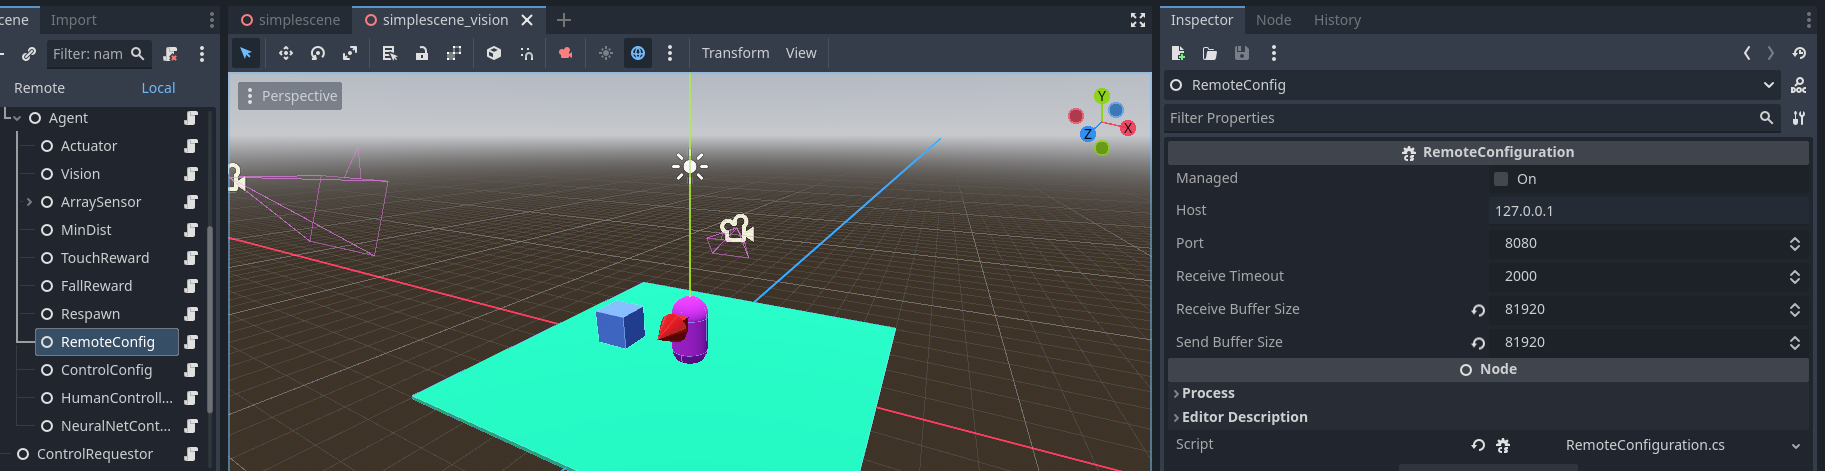 cene Import
Filter: nam
Remote Local
Agent
Actuator
Vision
ArraySensor
MinDist
TouchReward
FallReward
Respawn
RemoteConfig
ControlConfig
HumanControll...
NeuralNetCont...
ControlRequestor
simplescene simplescene_vision
Transform View
Perspective
Y
X
Z
Inspector Node History
RemoteConfig
DOC
Filter Properties
RemoteConfiguration
Managed On
Host 127.0.0.1
Port 8080
Receive Timeout 2000
Receive Buffer Size 81920
Send Buffer Size 81920
Node
Process
Editor Description
Script RemoteConfiguration.cs